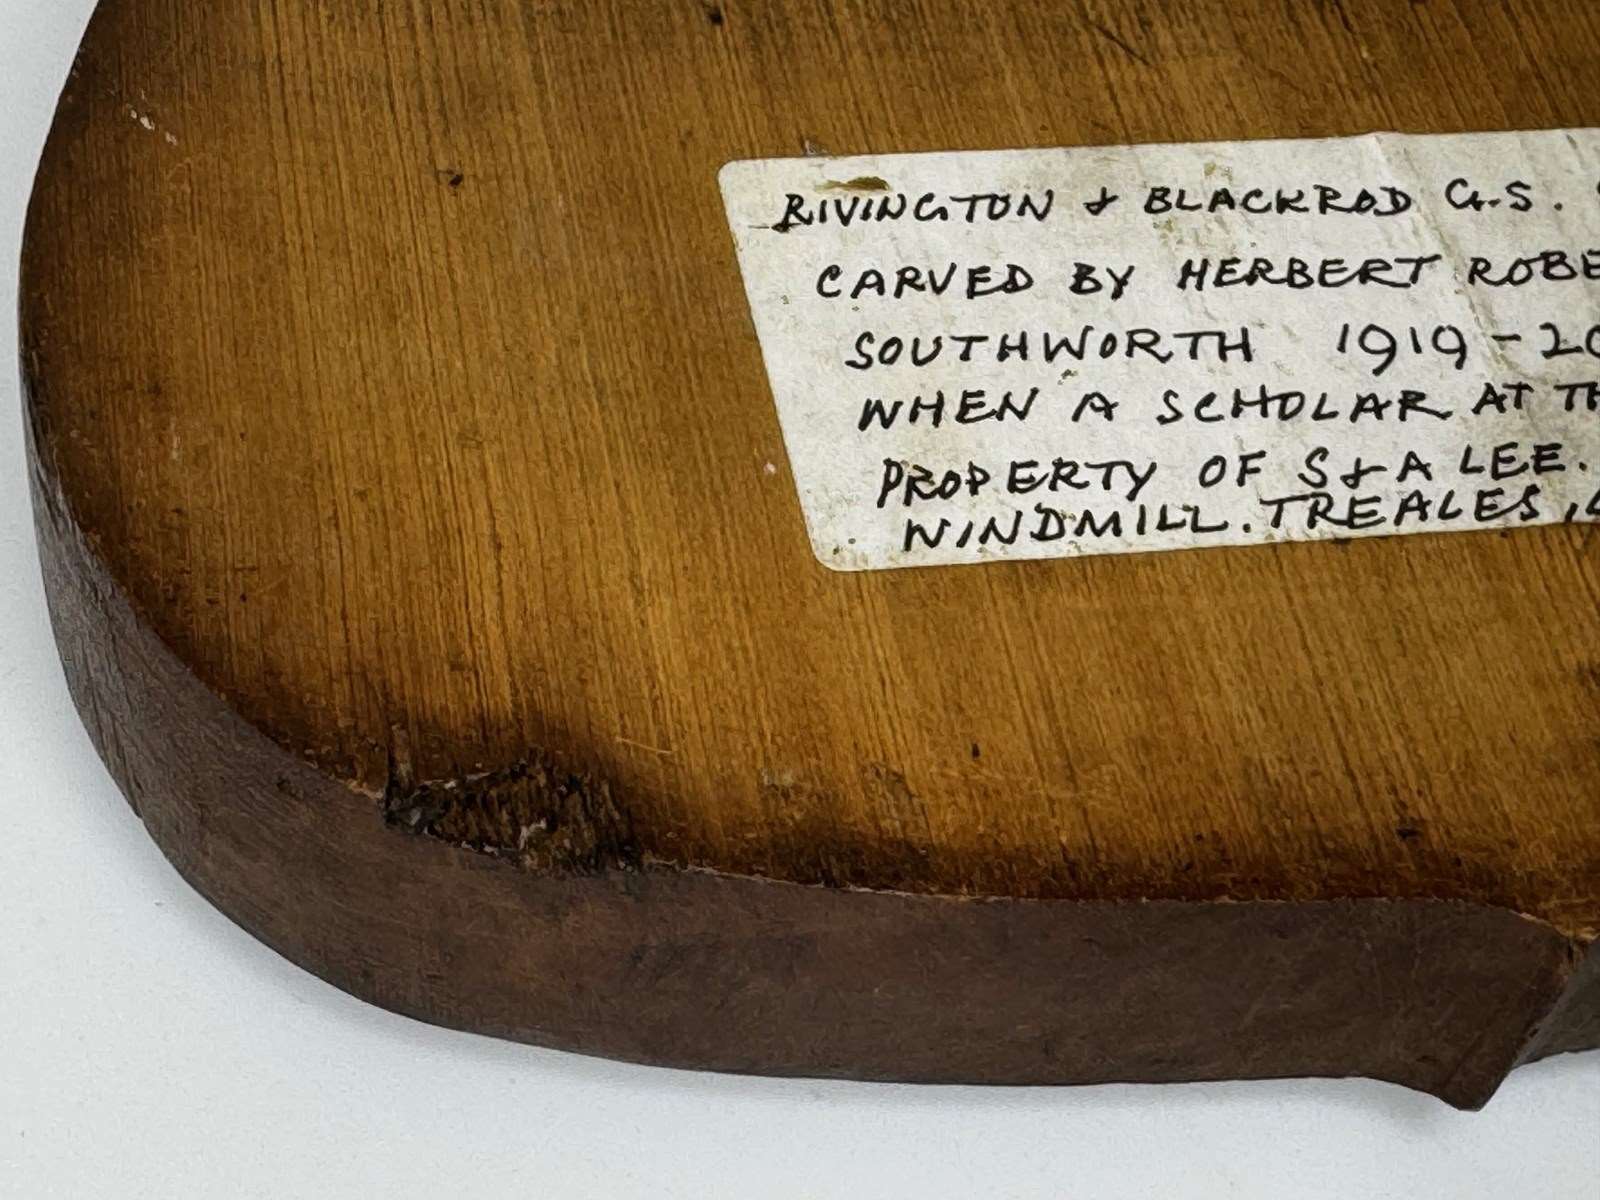 RIVINGTON & BLACKROD G.S.
CARVED BY HERBERT ROBE
SOUTHWORTH 1919-20
WHEN A SCHOLAR AT TH
PROPERTY OF S & A LEE.
WINDMILL. TREALES,